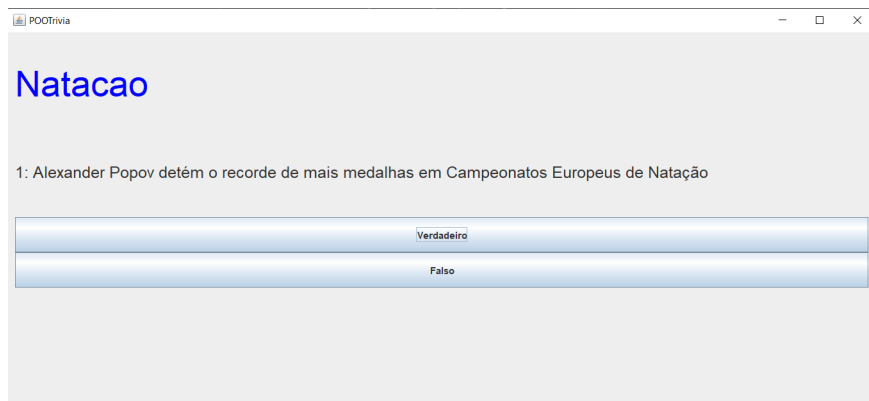 POOTrivia
Natacao
1: Alexander Popov detém o recorde de mais medalhas em Campeonatos Europeus de Natação
Verdadeiro
Falso